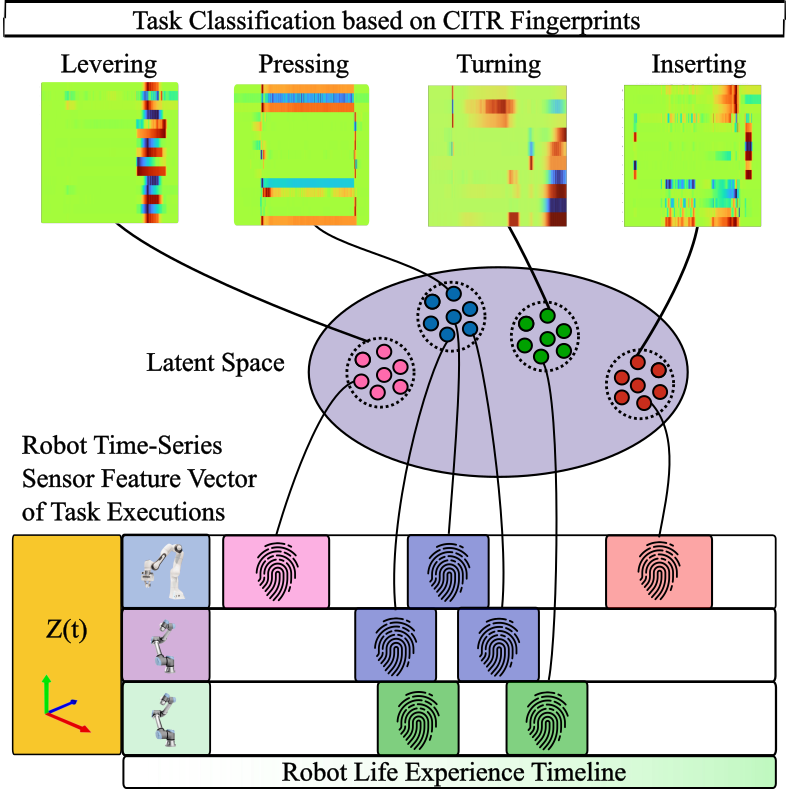 Task Classification based on CITR Fingerprints
Levering
Pressing
Turning
Inserting
Latent Space
Robot Time-Series
Sensor Feature Vector
of Task Executions
Z(t)
Robot Life Experience Timeline